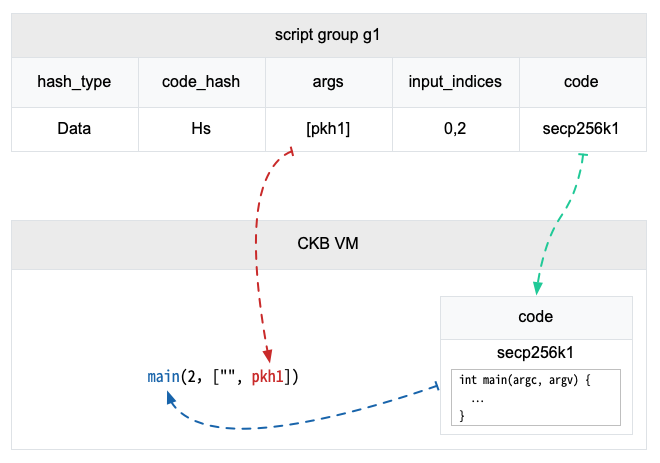 script group g1
hash_type code_hash args input_indices code
Data Hs [pkh1] 0,2 secp256k1
CKB VM
code
secp256k1
main(2, ["", pkh1])
int main(argc, argv) {
...
}